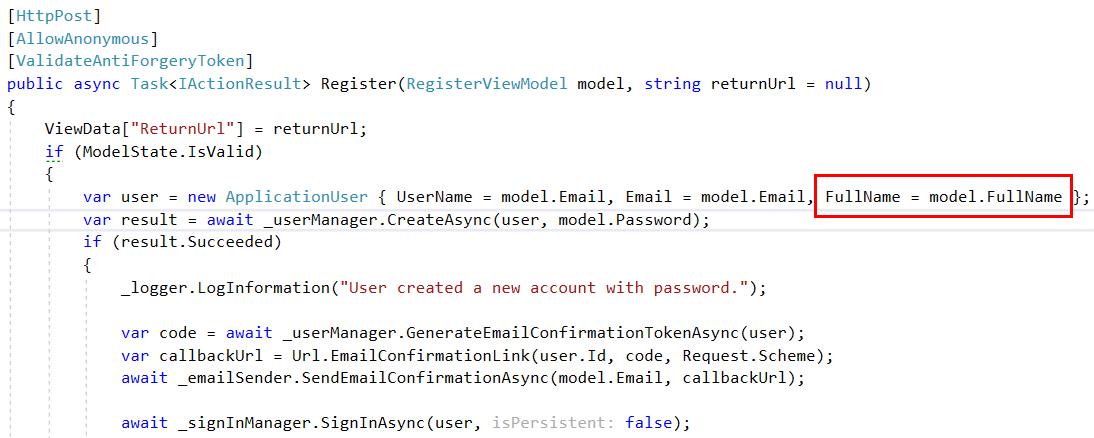 [HttpPost]
[AllowAnonymous]
[ValidateAntiForgeryToken]
public async Task<IActionResult> Register(RegisterViewModel model, string returnUrl = null)
{
    ViewData["ReturnUrl"] = returnUrl;
    if (ModelState.IsValid)
    {
        var user = new ApplicationUser { UserName = model.Email, Email = model.Email, FullName = model.FullName };
        var result = await _userManager.CreateAsync(user, model.Password);
        if (result.Succeeded)
        {
            _logger.LogInformation("User created a new account with password.");

            var code = await _userManager.GenerateEmailConfirmationTokenAsync(user);
            var callbackUrl = Url.EmailConfirmationLink(user.Id, code, Request.Scheme);
            await _emailSender.SendEmailConfirmationAsync(model.Email, callbackUrl);

            await _signInManager.SignInAsync(user, isPersistent: false);